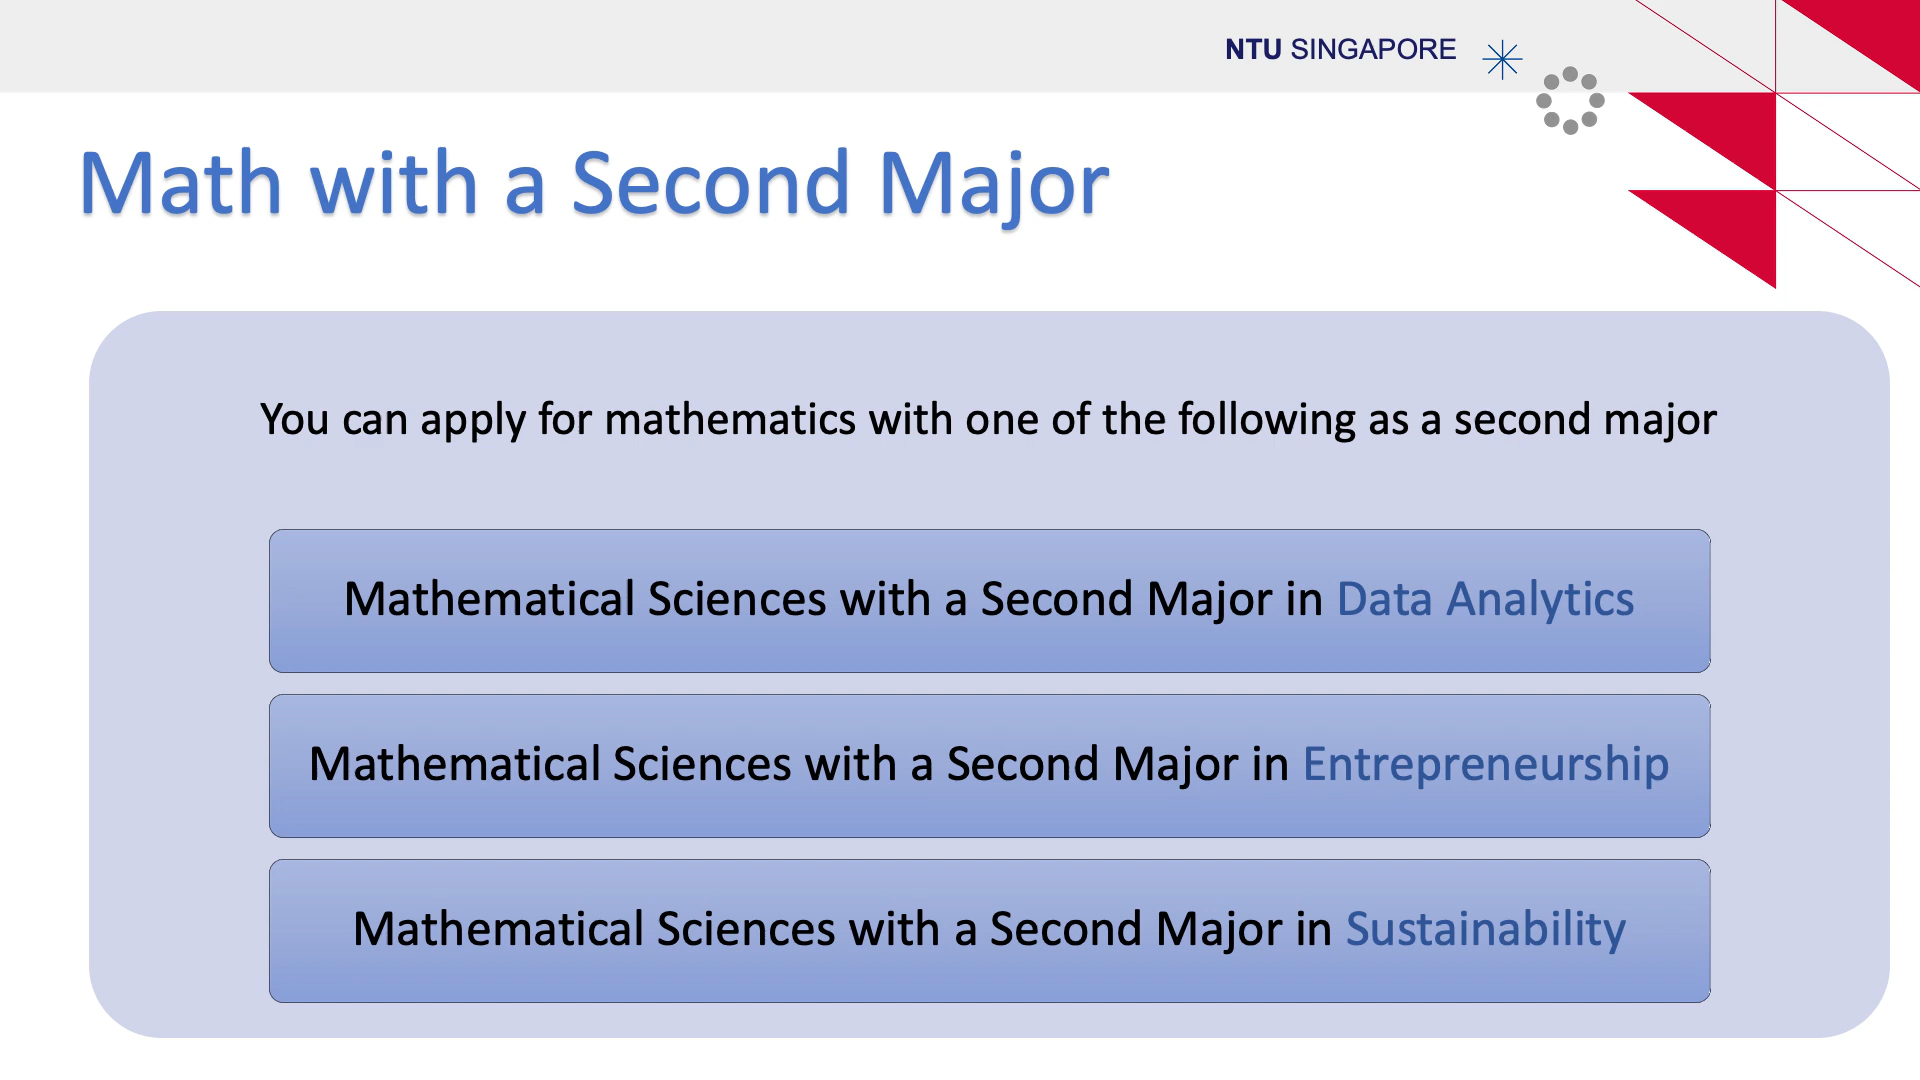 NTU SINGAPORE
Math with a Second Major
You can apply for mathematics with one of the following as a second major
Mathematical Sciences with a Second Major in Data Analytics
Mathematical Sciences with a Second Major in Entrepreneurship
Mathematical Sciences with a Second Major in Sustainability